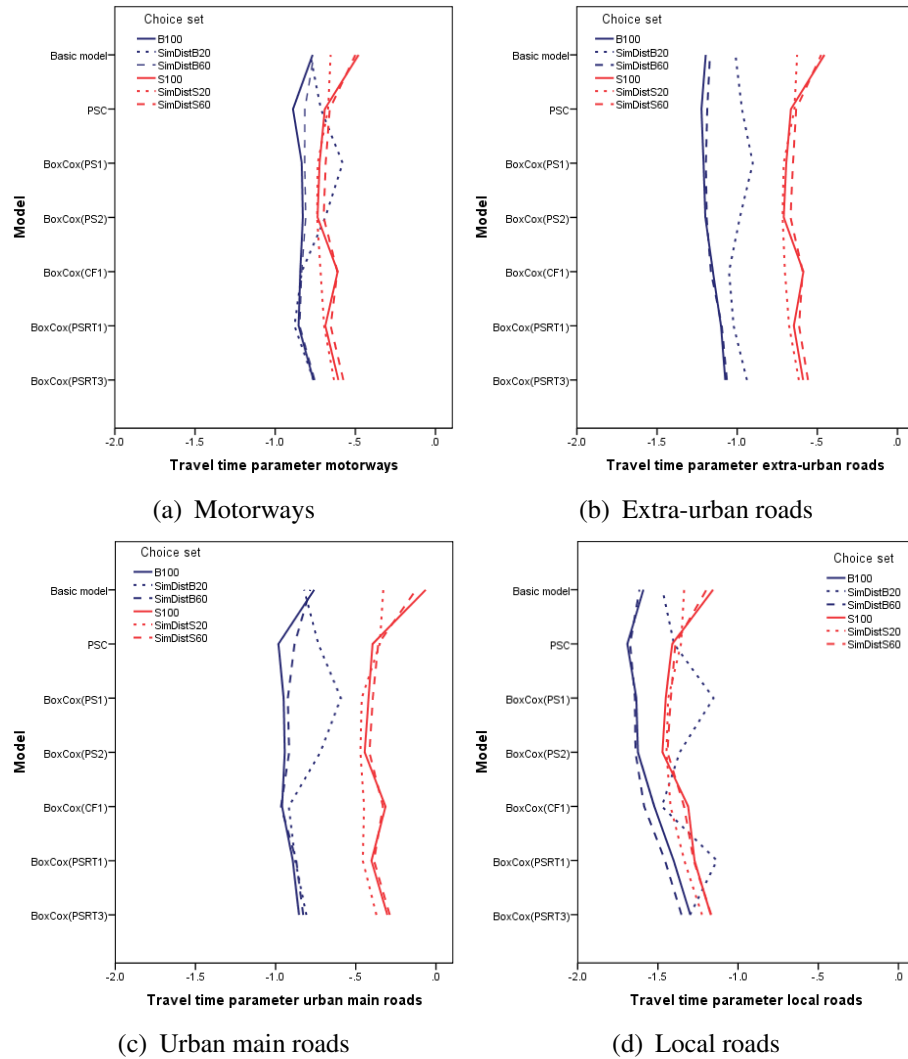 Choice set
B100
SimDistB20
SimDistB60
S100
SimDistS20
SimDistS60
Model
Basic model
PSC
BoxCox(PS1)
BoxCox(PS2)
BoxCox(CF1)
BoxCox(PSRT1)
BoxCox(PSRT3)
-2.0 -1.5 -1.0 -.5 .0
Travel time parameter motorways
(a) Motorways
Choice set
B100
SimDistB20
SimDistB60
S100
SimDistS20
SimDistS60
Model
Basic model
PSC
BoxCox(PS1)
BoxCox(PS2)
BoxCox(CF1)
BoxCox(PSRT1)
BoxCox(PSRT3)
-2.0 -1.5 -1.0 -.5 .0
Travel time parameter extra-urban roads
(b) Extra-urban roads
Choice set
B100
SimDistB20
SimDistB60
S100
SimDistS20
SimDistS60
Model
Basic model
PSC
BoxCox(PS1)
BoxCox(PS2)
BoxCox(CF1)
BoxCox(PSRT1)
BoxCox(PSRT3)
-2.0 -1.5 -1.0 -.5 .0
Travel time parameter urban main roads
(c) Urban main roads
Choice set
B100
SimDistB20
SimDistB60
S100
SimDistS20
SimDistS60
Model
Basic model
PSC
BoxCox(PS1)
BoxCox(PS2)
BoxCox(CF1)
BoxCox(PSRT1)
BoxCox(PSRT3)
-2.0 -1.5 -1.0 -.5 .0
Travel time parameter local roads
(d) Local roads